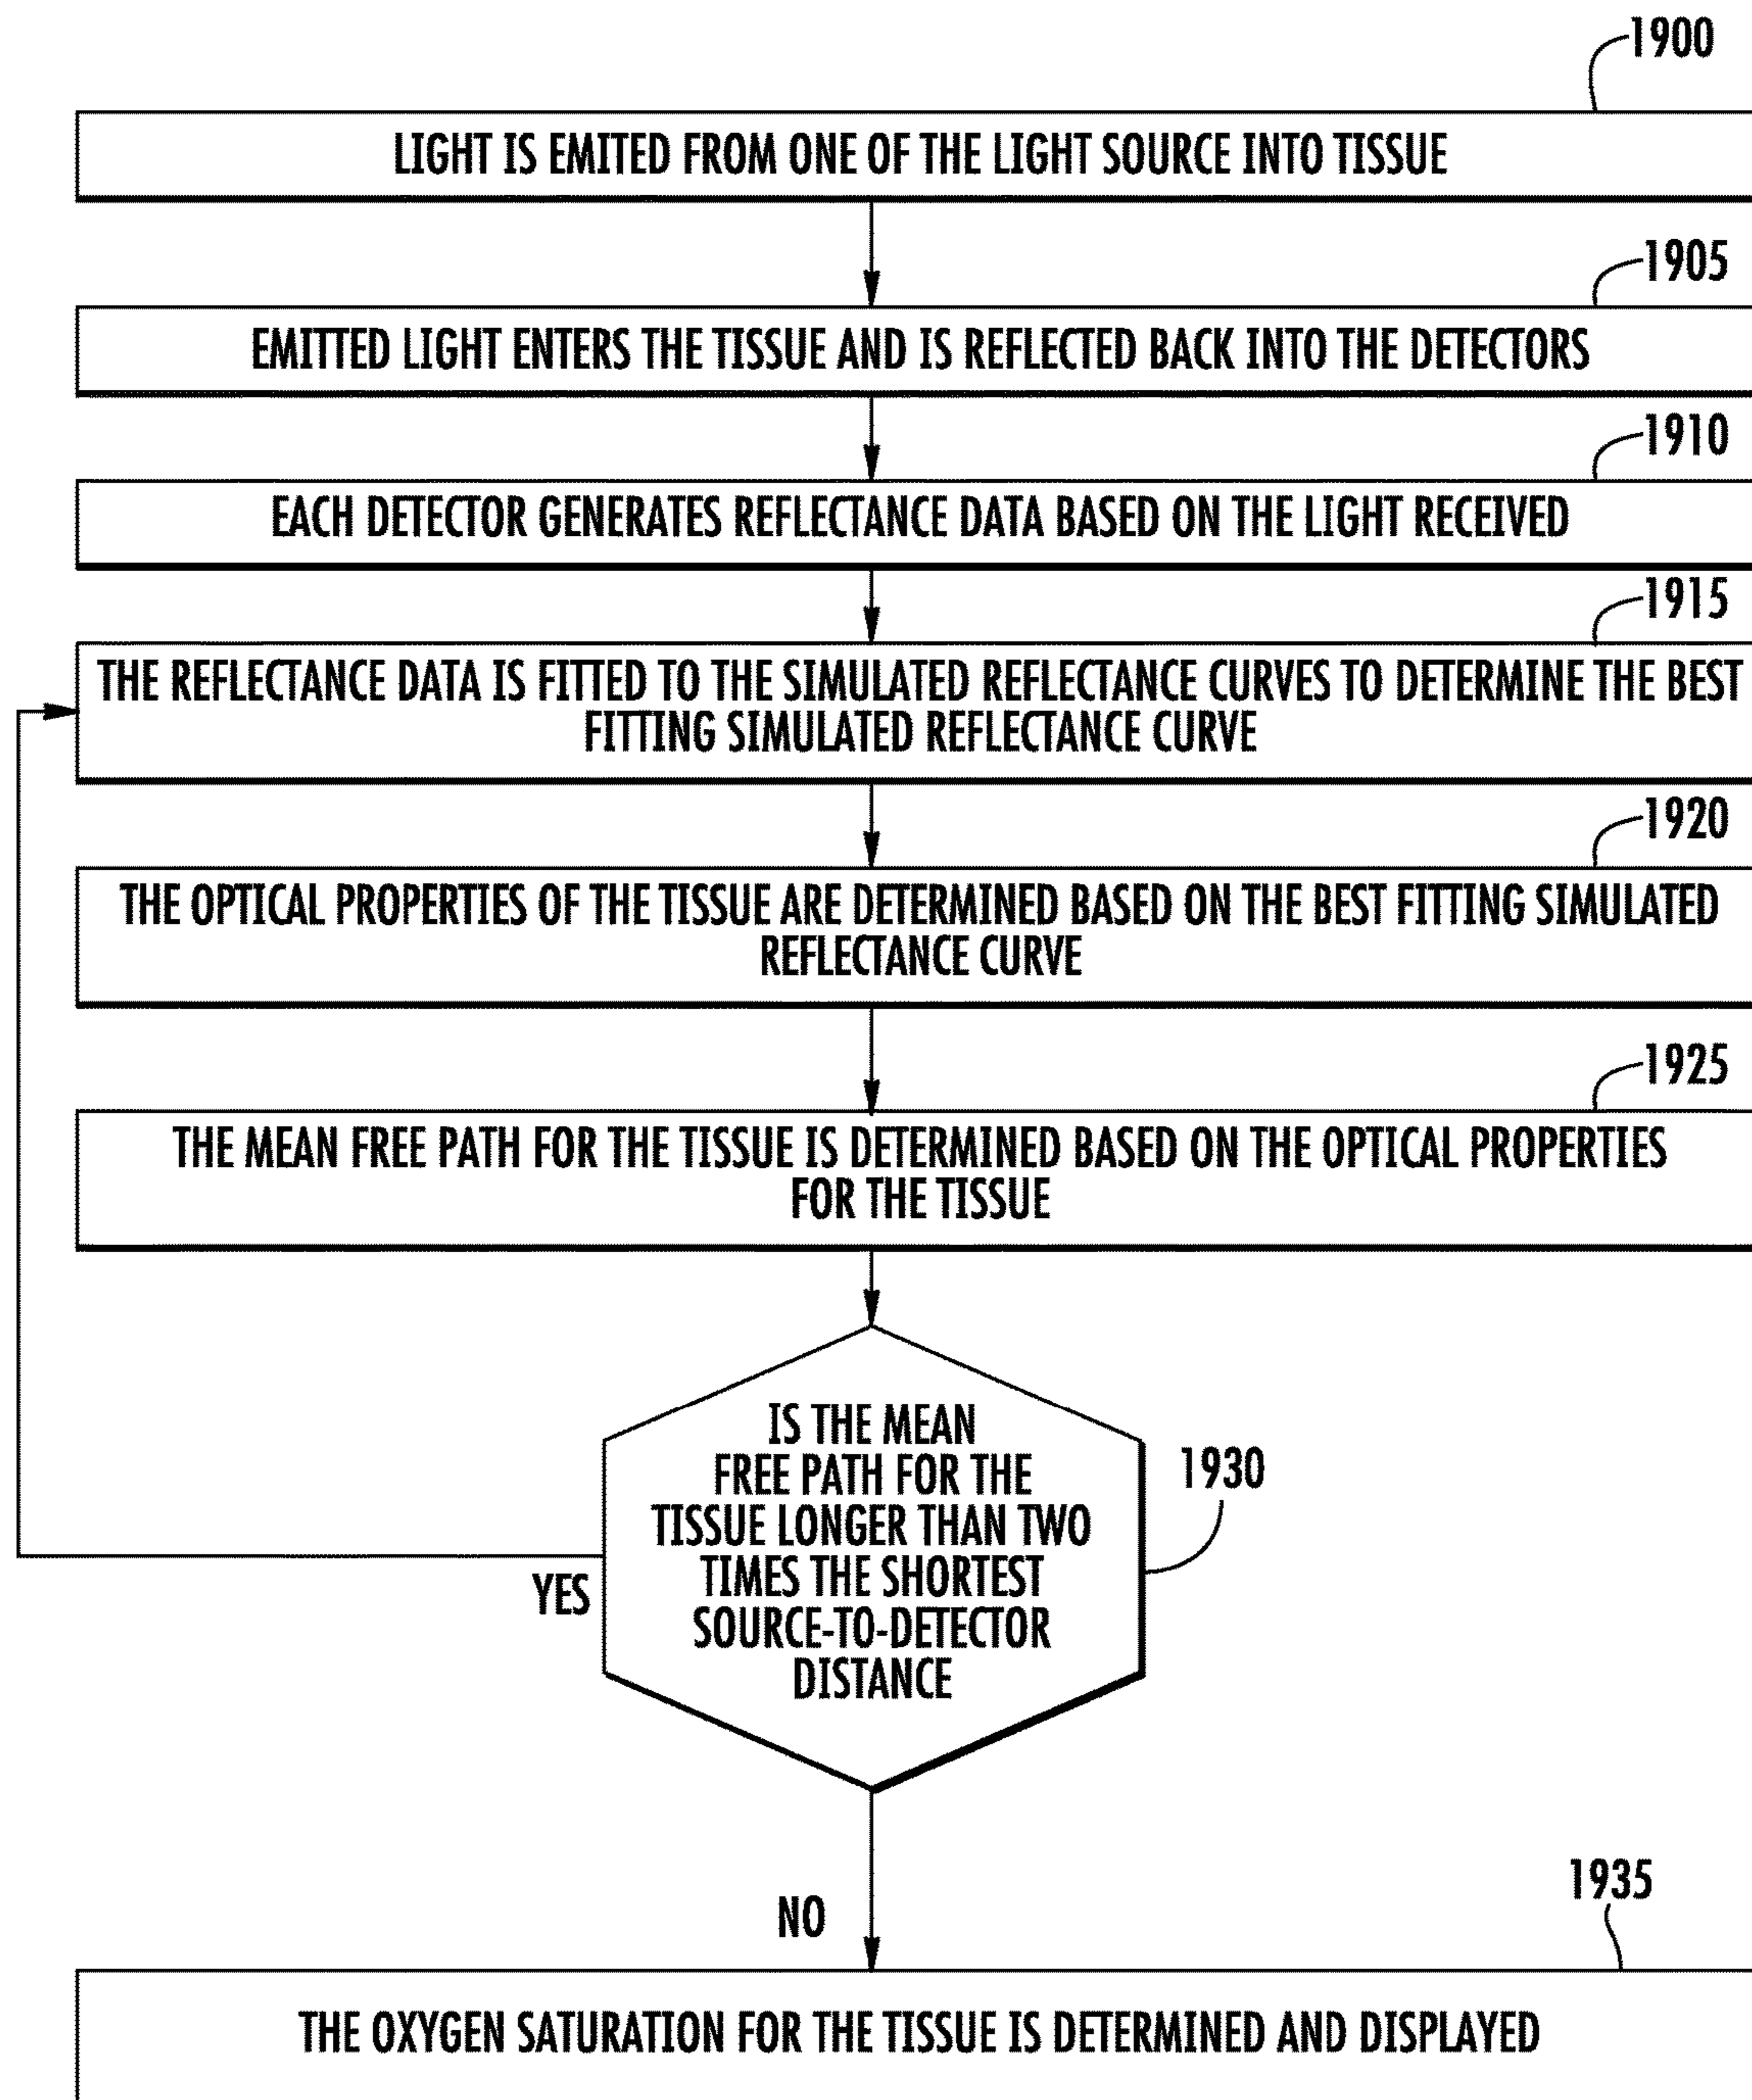 1900
LIGHT IS EMITED FROM ONE OF THE LIGHT SOURCE INTO TISSUE
1905
EMITTED LIGHT ENTERS THE TISSUE AND IS REFLECTED BACK INTO THE DETECTORS
1910
EACH DETECTOR GENERATES REFLECTANCE DATA BASED ON THE LIGHT RECEIVED
1915
THE REFLECTANCE DATA IS FITTED TO THE SIMULATED REFLECTANCE CURVES TO DETERMINE THE BEST
FITTING SIMULATED REFLECTANCE CURVE
1920
THE OPTICAL PROPERTIES OF THE TISSUE ARE DETERMINED BASED ON THE BEST FITTING SIMULATED
REFLECTANCE CURVE
1925
THE MEAN FREE PATH FOR THE TISSUE IS DETERMINED BASED ON THE OPTICAL PROPERTIES
FOR THE TISSUE
IS THE MEAN
FREE PATH FOR THE
TISSUE LONGER THAN TWO
TIMES THE SHORTEST
SOURCE-TO-DETECTOR
DISTANCE
1930
YES
NO
1935
THE OXYGEN SATURATION FOR THE TISSUE IS DETERMINED AND DISPLAYED